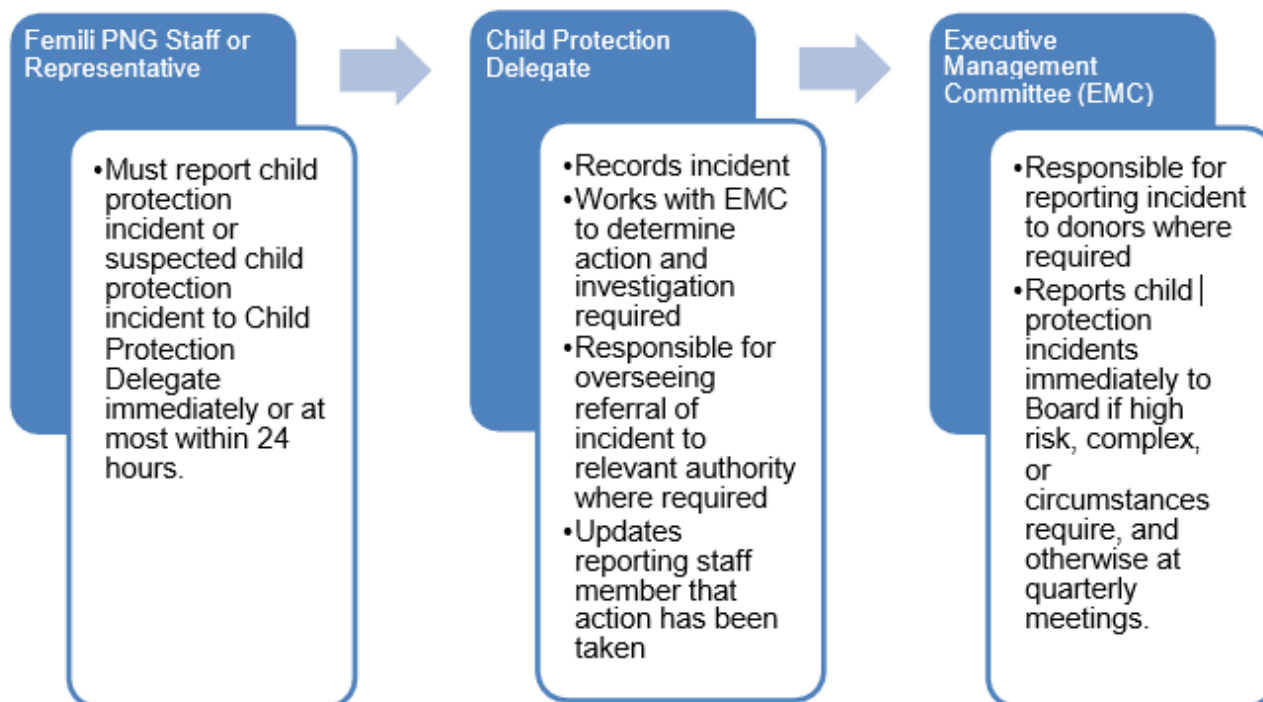 Femili PNG Staff or
Representative
•Must report child
protection
incident or
suspected child
protection
incident to Child
Protection
Delegate
immediately or at
most within 24
hours.
Child Protection
Delegate
•Records incident
•Works with EMC
to determine
action and
investigation
required
•Responsible for
overseeing
referral of
incident to
relevant authority
where required
•Updates
reporting staff
member that
action has been
taken
Executive
Management
Committee (EMC)
•Responsible for
reporting incident
to donors where
required
•Reports child
protection
incidents
immediately to
Board if high
risk, complex,
or
circumstances
require, and
otherwise at
quarterly
meetings.